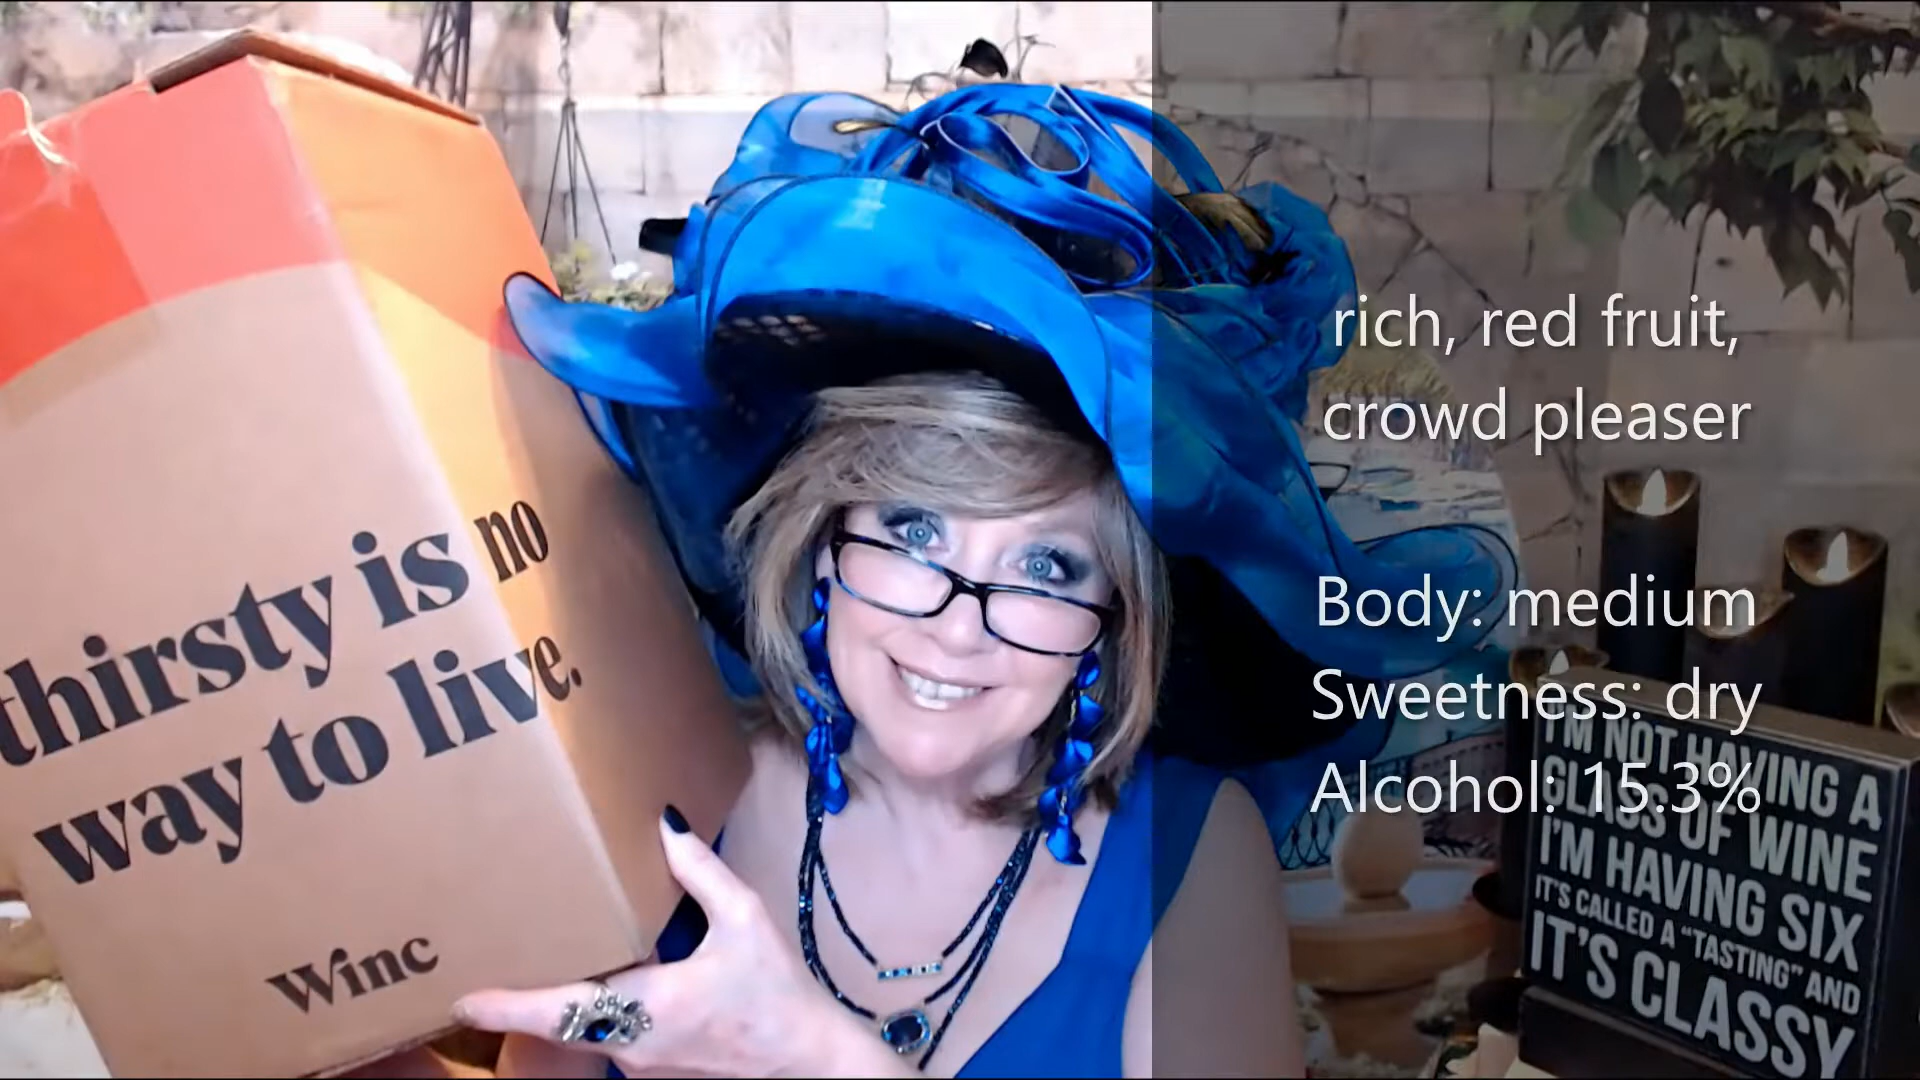 thirsty is no
way to live.
Winc
rich, red fruit,
crowd pleaser
Body: medium
Sweetness: dry
Alcohol: 15.3%
I'M NOT HAVING A
GLASS OF WINE
I'M HAVING SIX
IT'S CALLED A "TASTING" AND
IT'S CLASSY